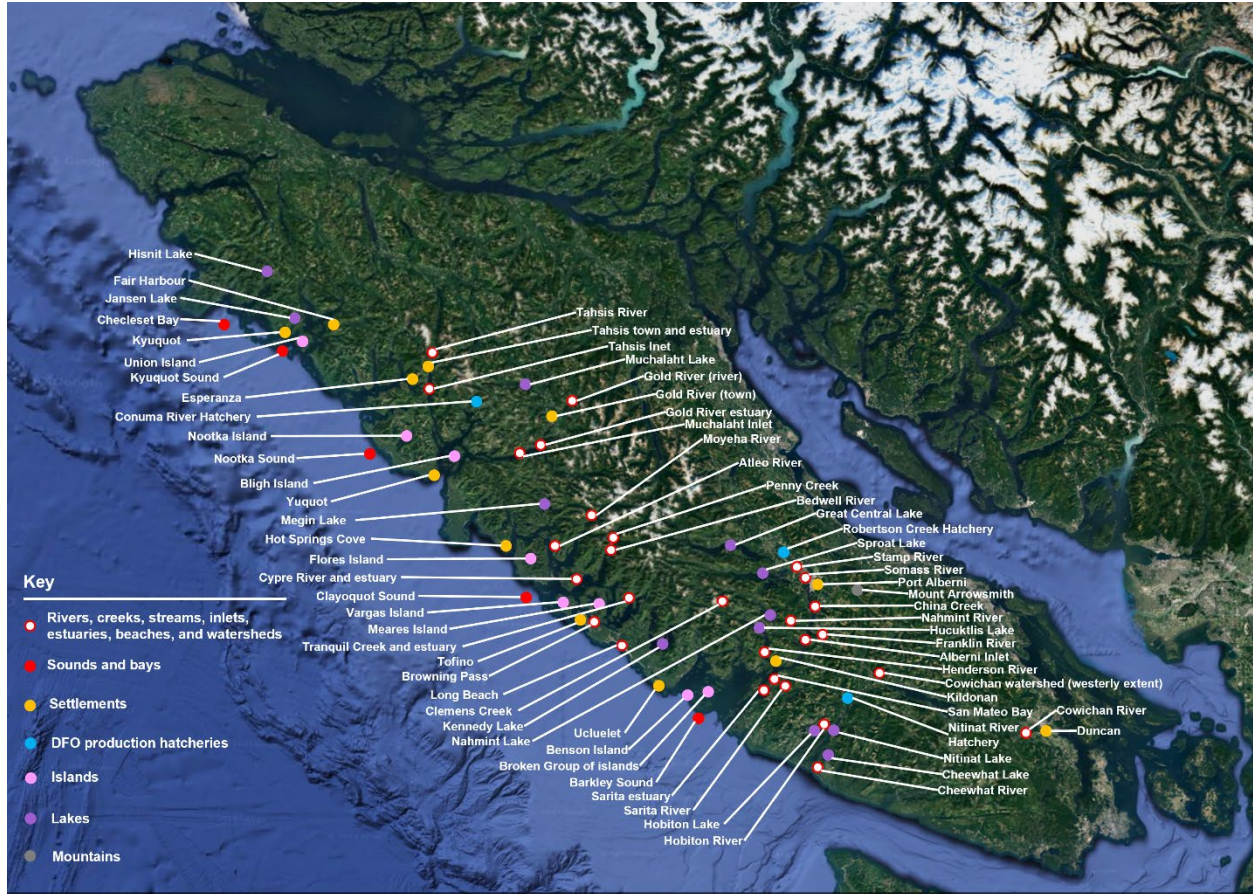 Hisnit Lake
Fair Harbour
Jansen Lake
Checleset Bay
Kyuquot
Union Island
Kyuquot Sound
Esperanza
Conuma River Hatchery
Nootka Island
Nootka Sound
Bligh Island
Yuquot
Megin Lake
Hot Springs Cove
Flores Island
Cypre River and estuary
Clayoquot Sound
Vargas Island
Meares Island
Tranquil Creek and estuary
Tofino
Browning Pass
Long Beach
Clemens Creek
Kennedy Lake
Nahmint Lake
Ucluelet
Benson Island
Broken Group of islands
Barkley Sound
Sarita estuary
Sarita River
Hobiton Lake
Hobiton River
Tahsis River
Tahsis town and estuary
Tahsis Inet
Muchalaht Lake
Gold River (river)
Gold River (town)
Gold River estuary
Muchalaht Inlet
Moyeha River
Atleo River
Penny Creek
Bedwell River
Great Central Lake
Robertson Creek Hatchery
Sproat Lake
Stamp River
Somass River
Port Alberni
Mount Arrowsmith
China Creek
Nahmint River
Hucuktlis Lake
Franklin River
Alberni Inlet
Henderson River
Cowichan watershed (westerly extent)
Kildonan
San Mateo Bay
Nitinat River
Hatchery
Nitinat Lake
Cheewhat Lake
Cheewhat River
Cowichan River
Duncan
Key
Rivers, creeks, streams, inlets,
estuaries, beaches, and watersheds
Sounds and bays
Settlements
DFO production hatcheries
Islands
Lakes
Mountains